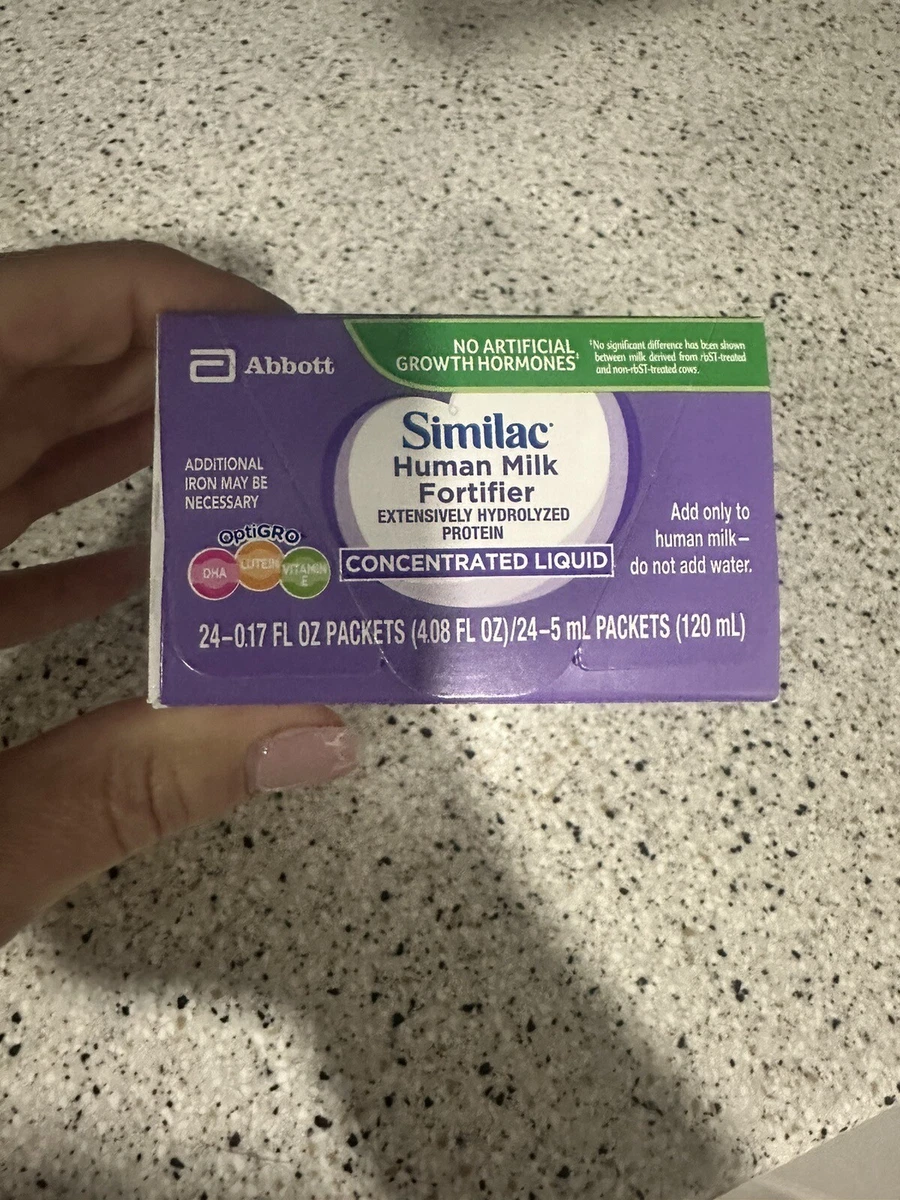 Abbott
NO ARTIFICIAL
GROWTH HORMONES‡
‡No significant difference has been shown
between milk derived from rbST-treated
and non-rbST-treated cows.
Similac®
Human Milk
Fortifier
EXTENSIVELY HYDROLYZED
PROTEIN
CONCENTRATED LIQUID
ADDITIONAL
IRON MAY BE
NECESSARY
OptiGRO
DHA
LUTEIN
VITAMIN
E
Add only to
human milk—
do not add water.
24–0.17 FL OZ PACKETS (4.08 FL OZ)/24–5 mL PACKETS (120 mL)